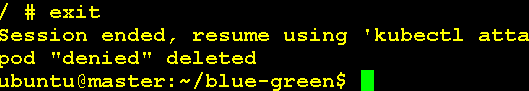 / # exit
Session ended, resume using 'kubectl atta
pod "denied" deleted
ubuntu@master:~/blue-green$